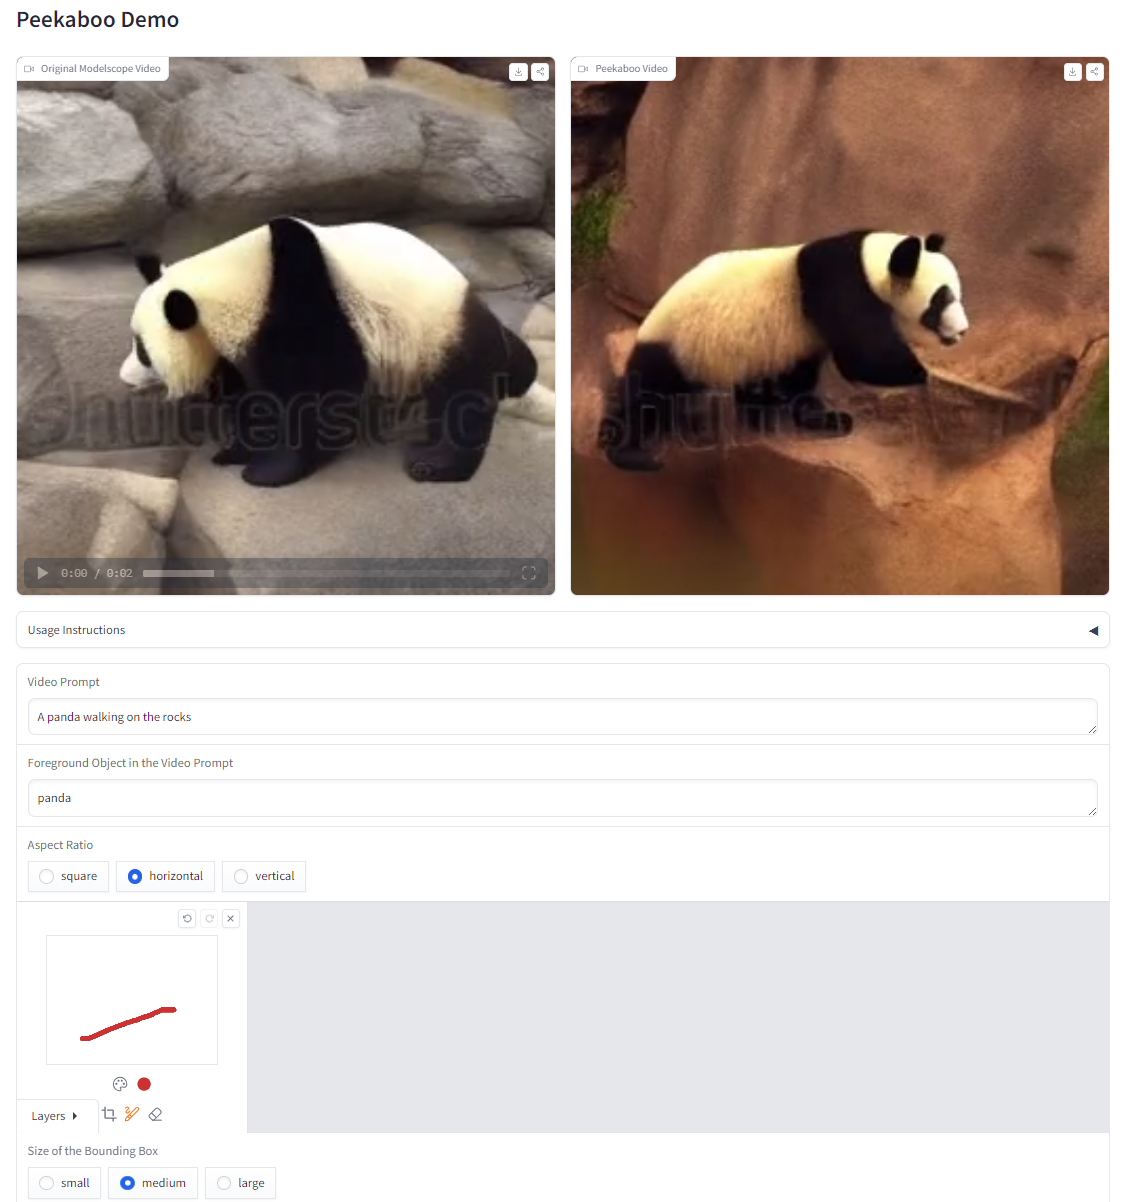 Peekaboo Demo
Original Modelscope Video
Peekaboo Video
shutterstock
shutters
0:00 / 0:02
Usage Instructions
Video Prompt
A panda walking on the rocks
Foreground Object in the Video Prompt
panda
Aspect Ratio
square
horizontal
vertical
Layers
Size of the Bounding Box
small
medium
large